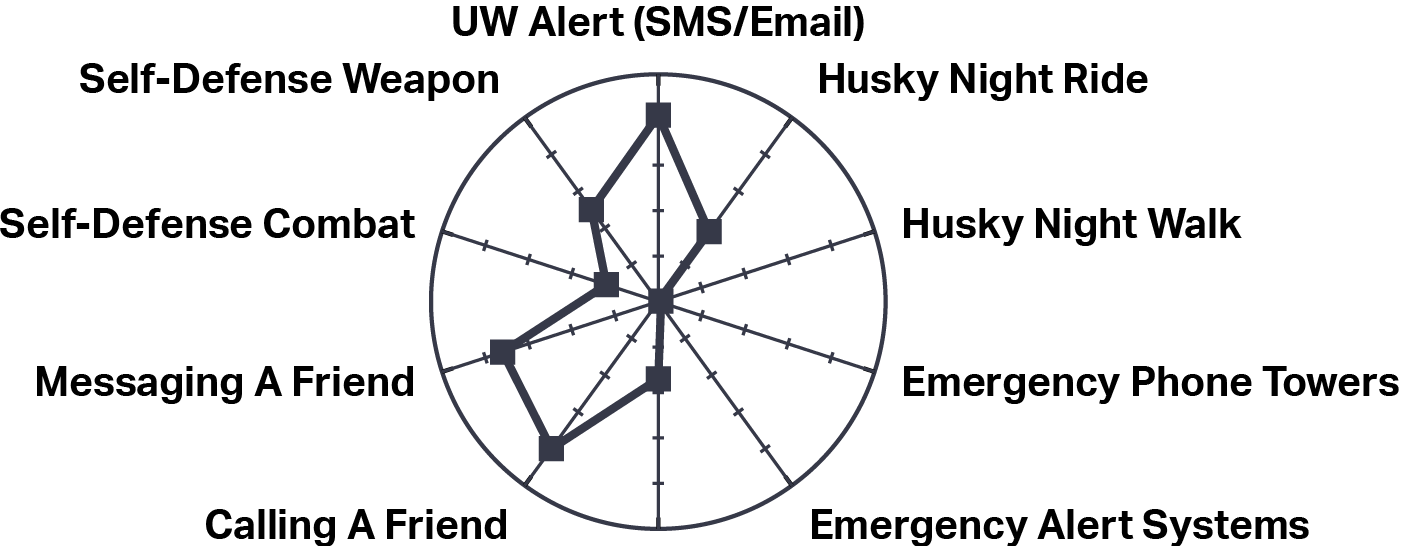 UW Alert (SMS/Email)
Self-Defense Weapon
Husky Night Ride
Self-Defense Combat
Husky Night Walk
Messaging A Friend
Emergency Phone Towers
Calling A Friend
Emergency Alert Systems